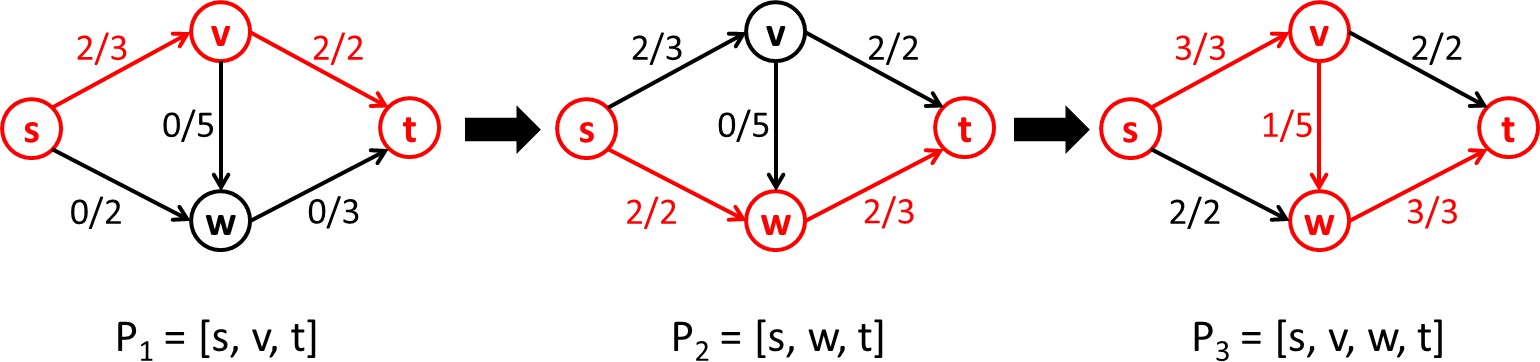 v
2/3
2/2
s
0/5
t
0/2
w
0/3
P₁ = [s, v, t]
v
2/3
2/2
s
0/5
t
2/2
w
2/3
P₂ = [s, w, t]
v
3/3
2/2
s
1/5
t
2/2
w
3/3
P₃ = [s, v, w, t]